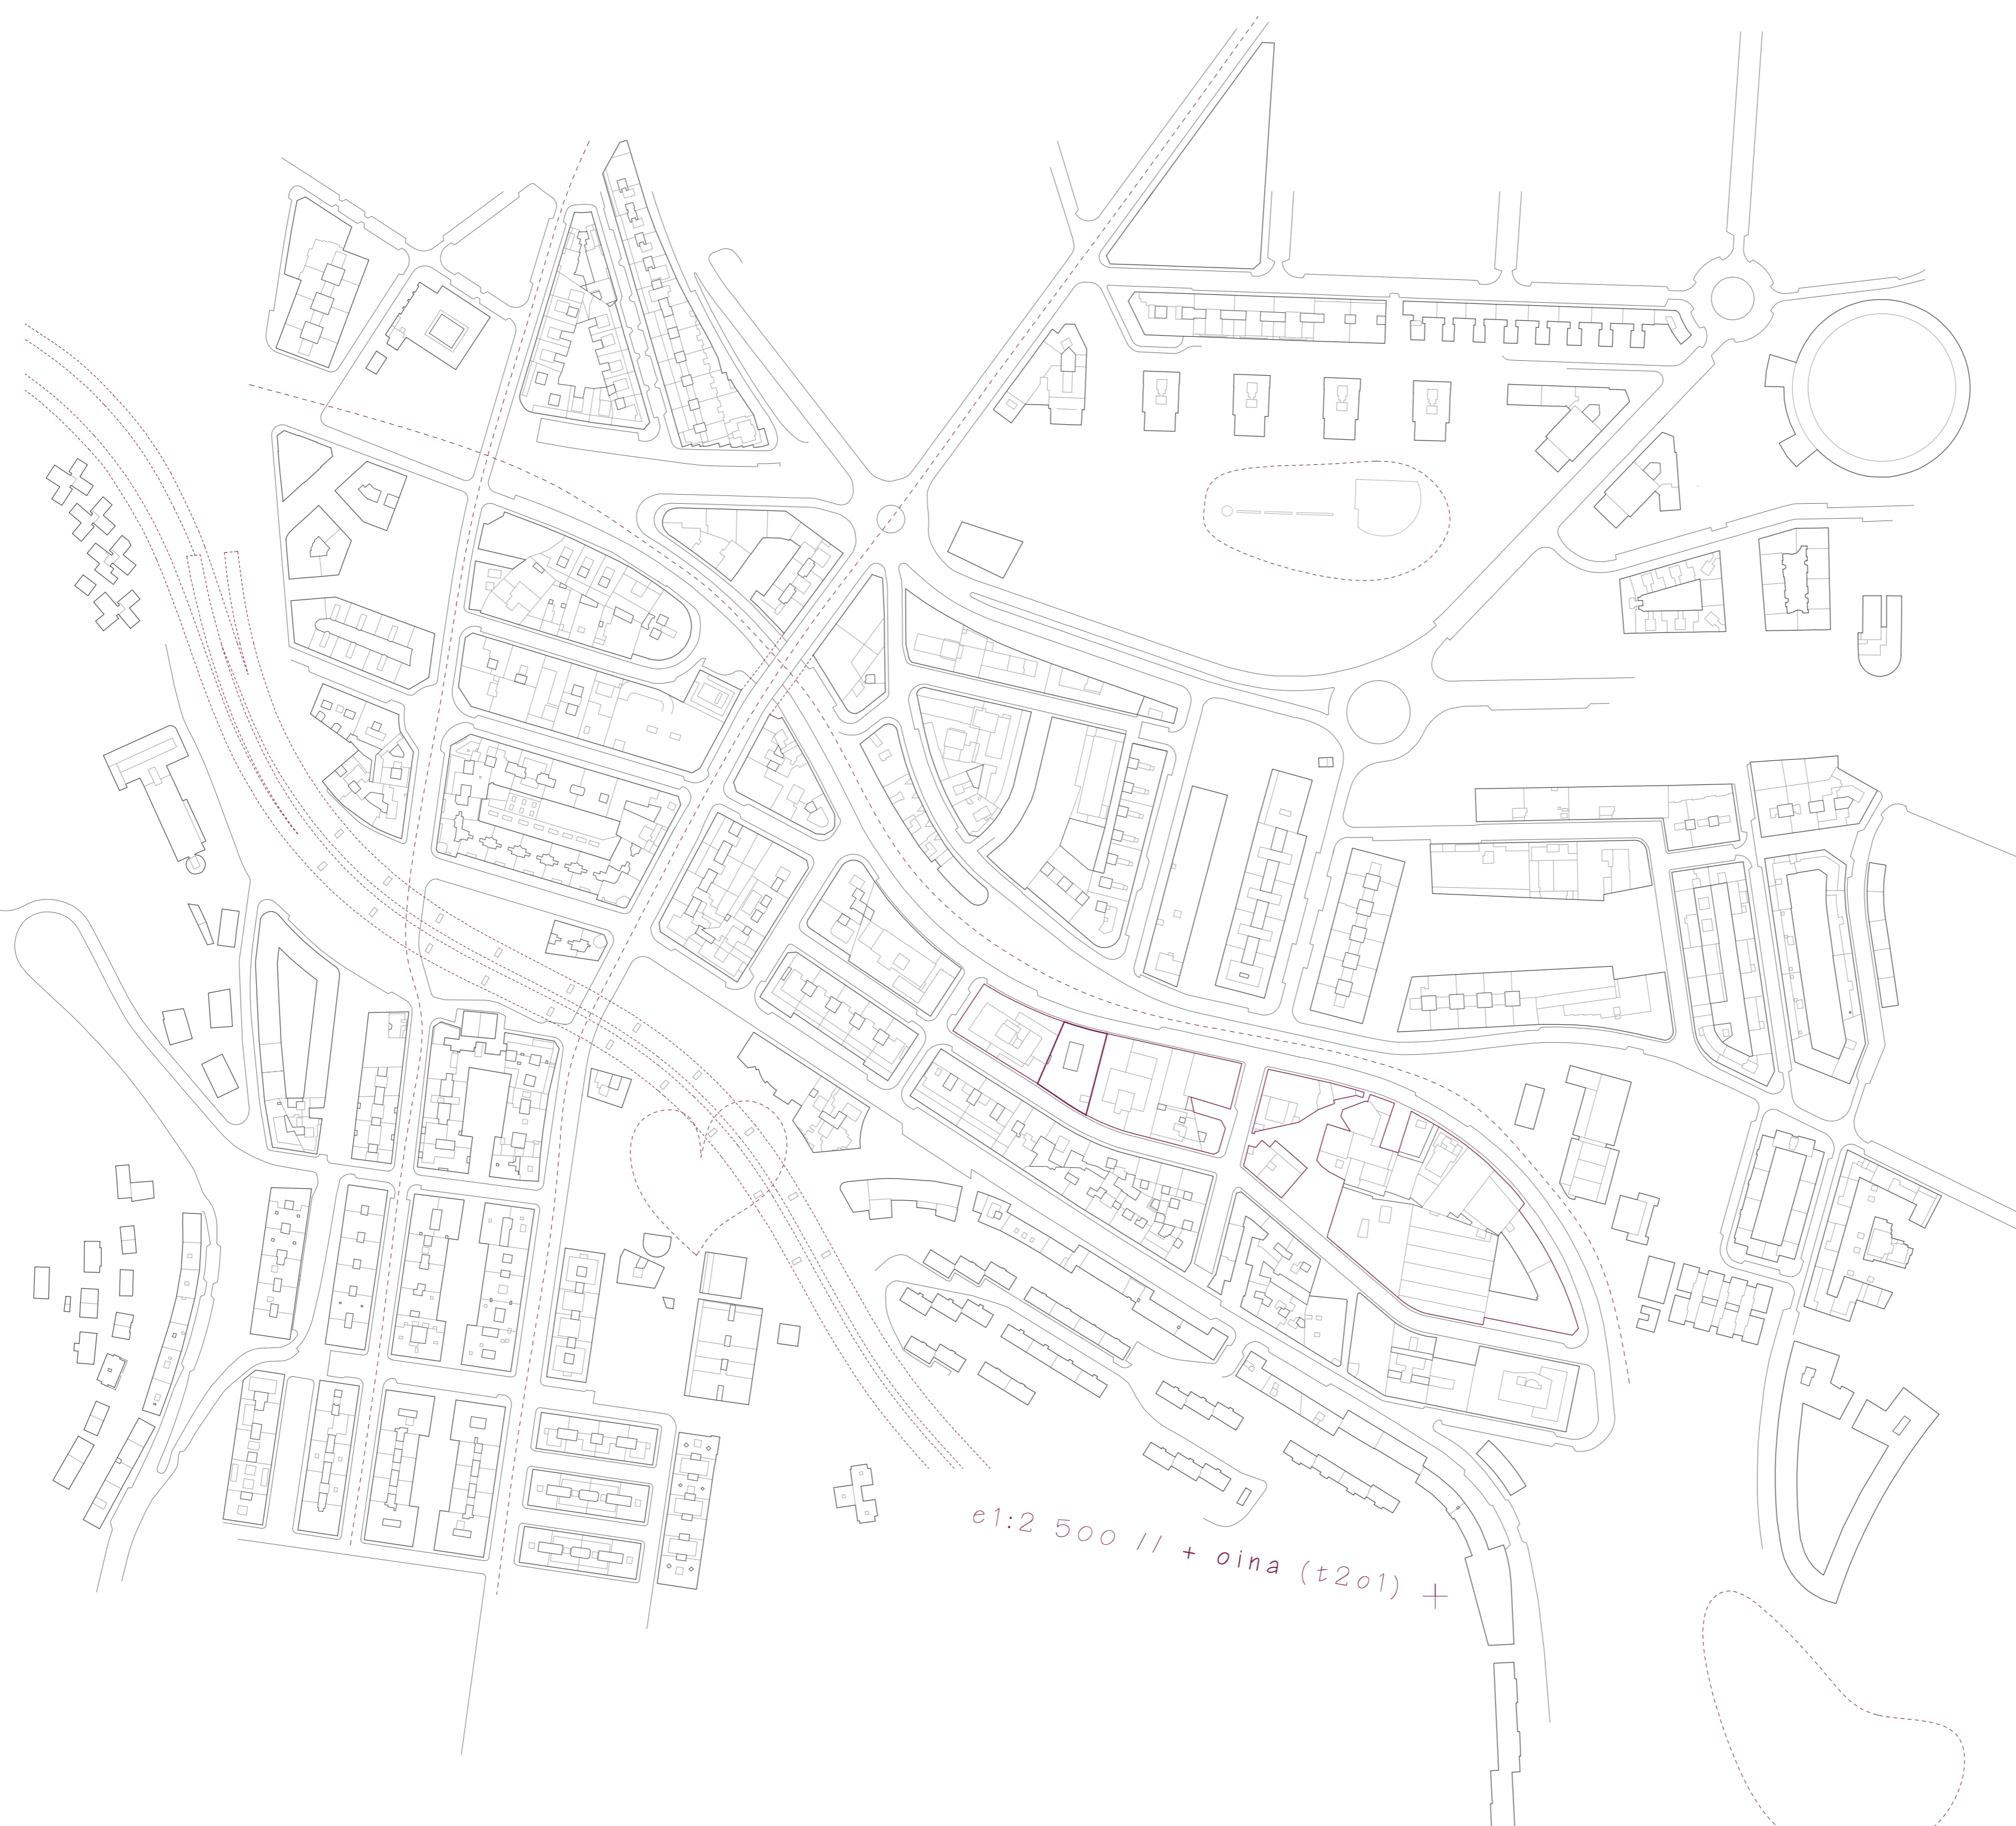 e1:2 500 // + oina (t2o1) +